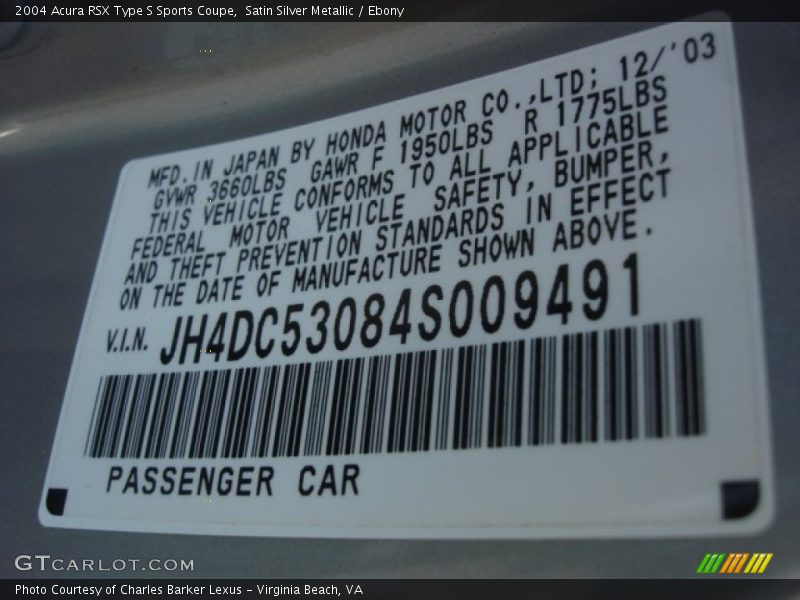 2004 Acura RSX Type S Sports Coupe,  Satin Silver Metallic / Ebony
MFD. IN JAPAN BY HONDA MOTOR CO.,LTD; 12/'03
GVWR 3660LBS GAWR F 1950LBS R 1775LBS
THIS VEHICLE CONFORMS TO ALL APPLICABLE
FEDERAL MOTOR VEHICLE SAFETY, BUMPER,
AND THEFT PREVENTION STANDARDS IN EFFECT
ON THE DATE OF MANUFACTURE SHOWN ABOVE.
V.I.N. JH4DC53084S009491
PASSENGER CAR
GTCARLOT.COM
Photo Courtesy of Charles Barker Lexus - Virginia Beach, VA